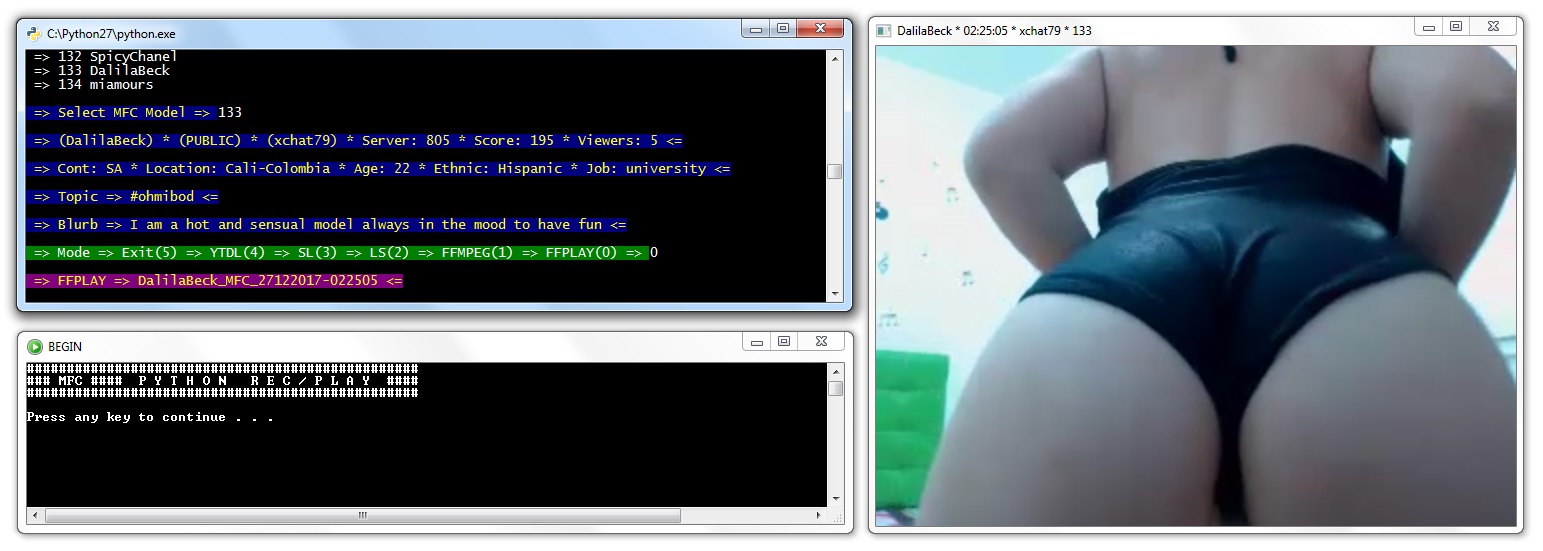 C:\Python27\python.exe
=> 132 SpicyChanel
=> 133 DalilaBeck
=> 134 miamours
=> Select MFC Model => 133
=> (DalilaBeck) * (PUBLIC) * (xchat79) * Server: 805 * Score: 195 * Viewers: 5 <=
=> Cont: SA * Location: Cali-Colombia * Age: 22 * Ethnic: Hispanic * Job: university <=
=> Topic => #ohmibod <=
=> Blurb => I am a hot and sensual model always in the mood to have fun <=
=> Mode => Exit(5) => YTDL(4) => SL(3) => LS(2) => FFMPEG(1) => FFPLAY(0) => 0
=> FFPLAY => DalilaBeck_MFC_27122017-022505 <=
BEGIN
#################################################
### MFC #### P Y T H O N R E C / P L A Y ####
#################################################
Press any key to continue . . .
DalilaBeck * 02:25:05 * xchat79 * 133